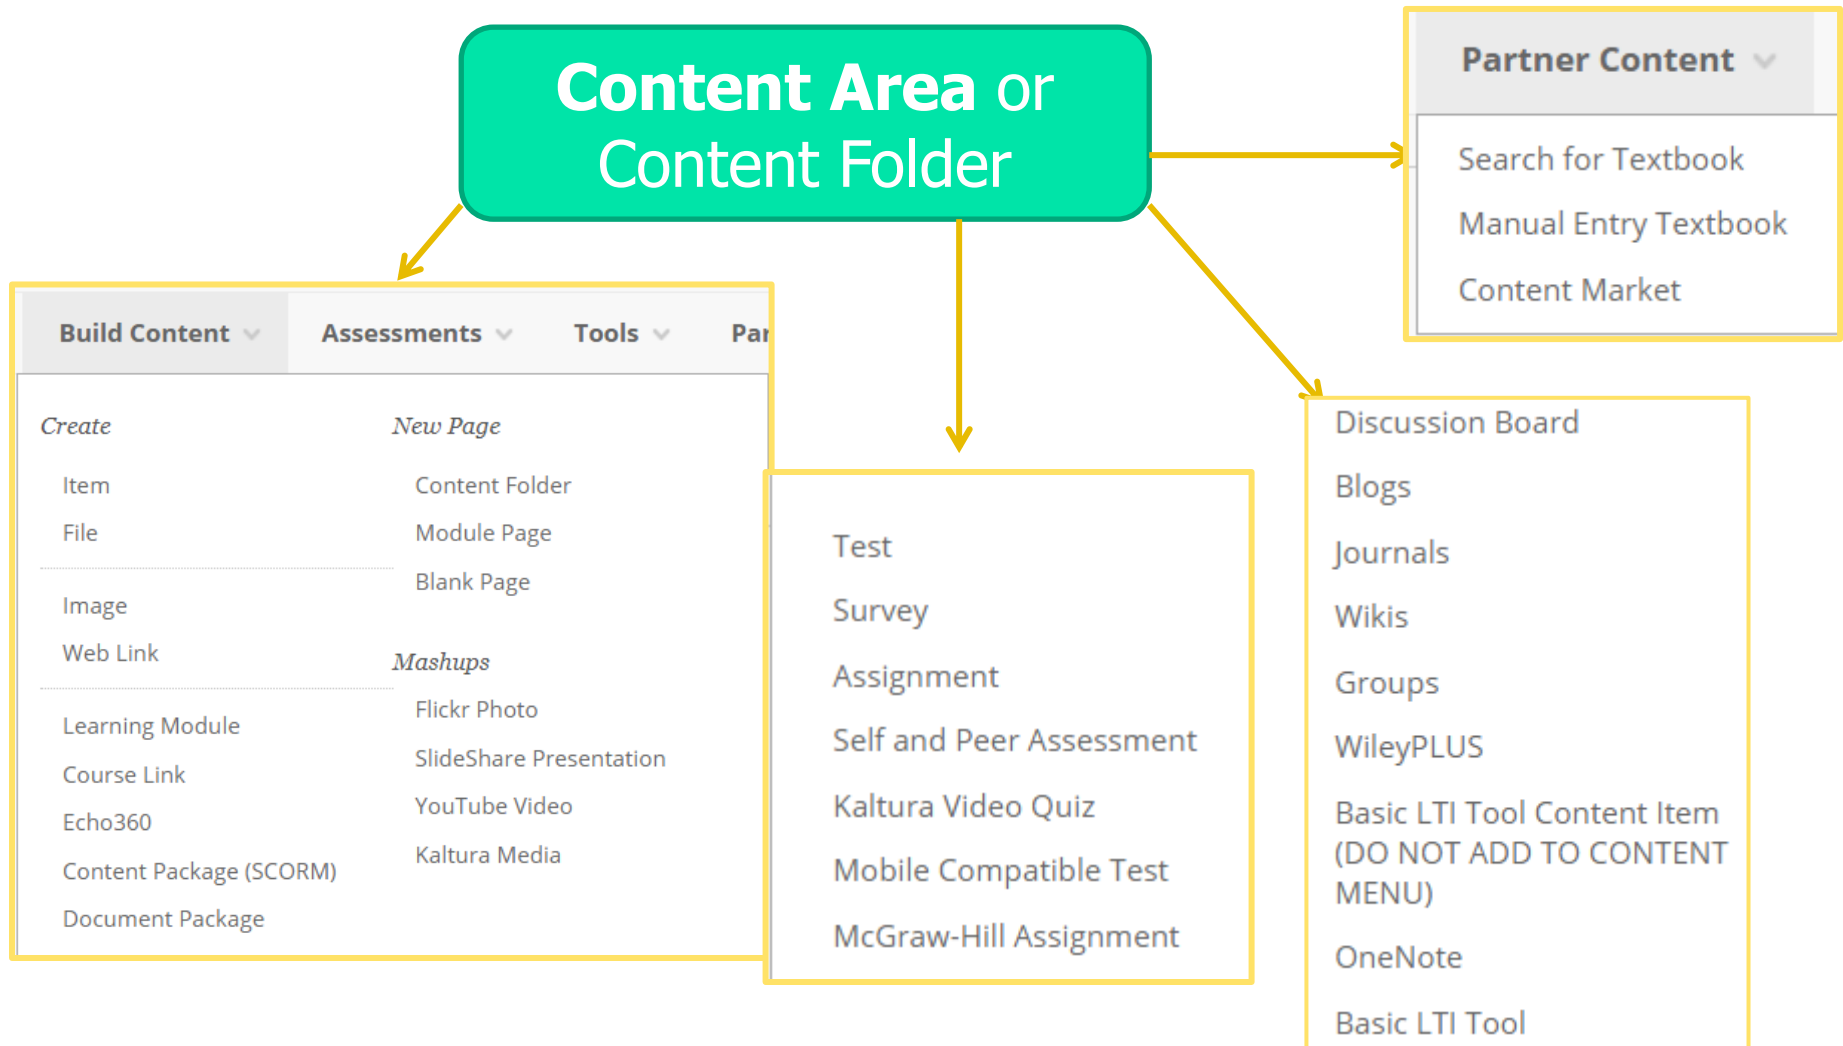 Content Area or
Content Folder
Partner Content
Search for Textbook
Manual Entry Textbook
Content Market
Build Content
Assessments
Tools
Par
Create
Item
File
Image
Web Link
Learning Module
Course Link
Echo360
Content Package (SCORM)
Document Package
New Page
Content Folder
Module Page
Blank Page
Mashups
Flickr Photo
SlideShare Presentation
YouTube Video
Kaltura Media
Test
Survey
Assignment
Self and Peer Assessment
Kaltura Video Quiz
Mobile Compatible Test
McGraw-Hill Assignment
Discussion Board
Blogs
Journals
Wikis
Groups
WileyPLUS
Basic LTI Tool Content Item
(DO NOT ADD TO CONTENT
MENU)
OneNote
Basic LTI Tool